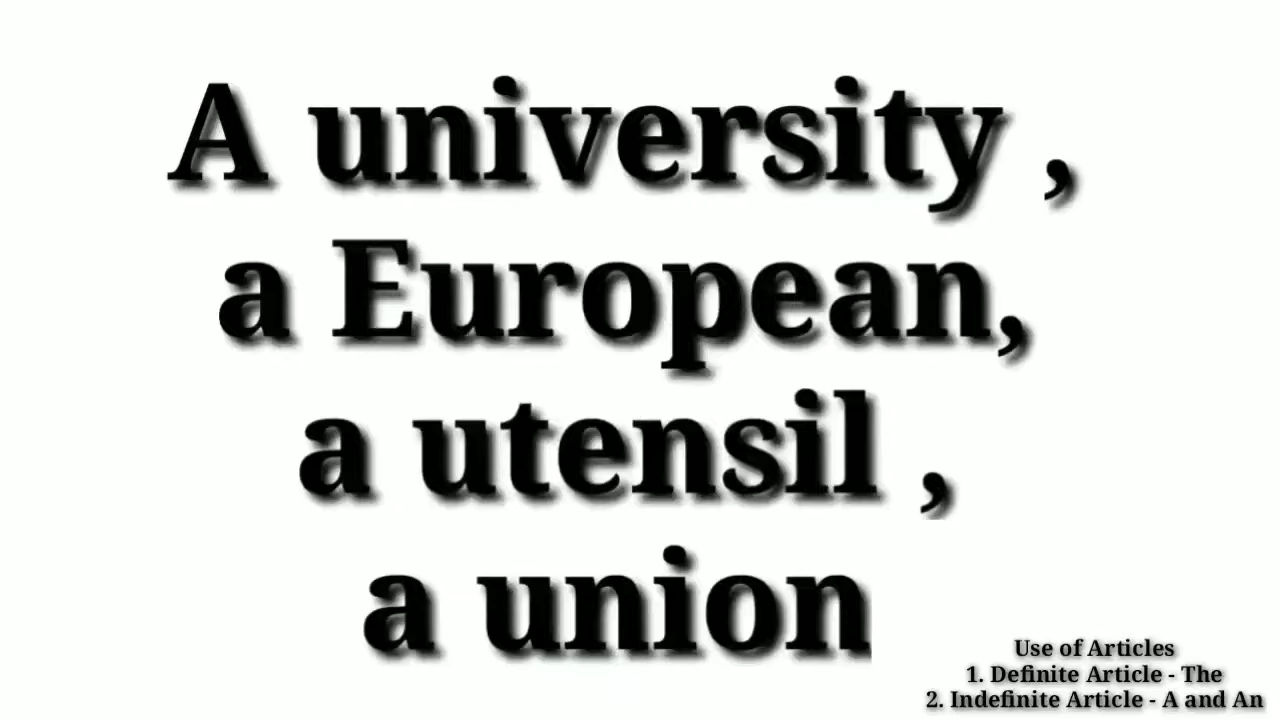 A university ,
a European,
a utensil ,
a union
Use of Articles
1. Definite Article - The
2. Indefinite Article - A and An